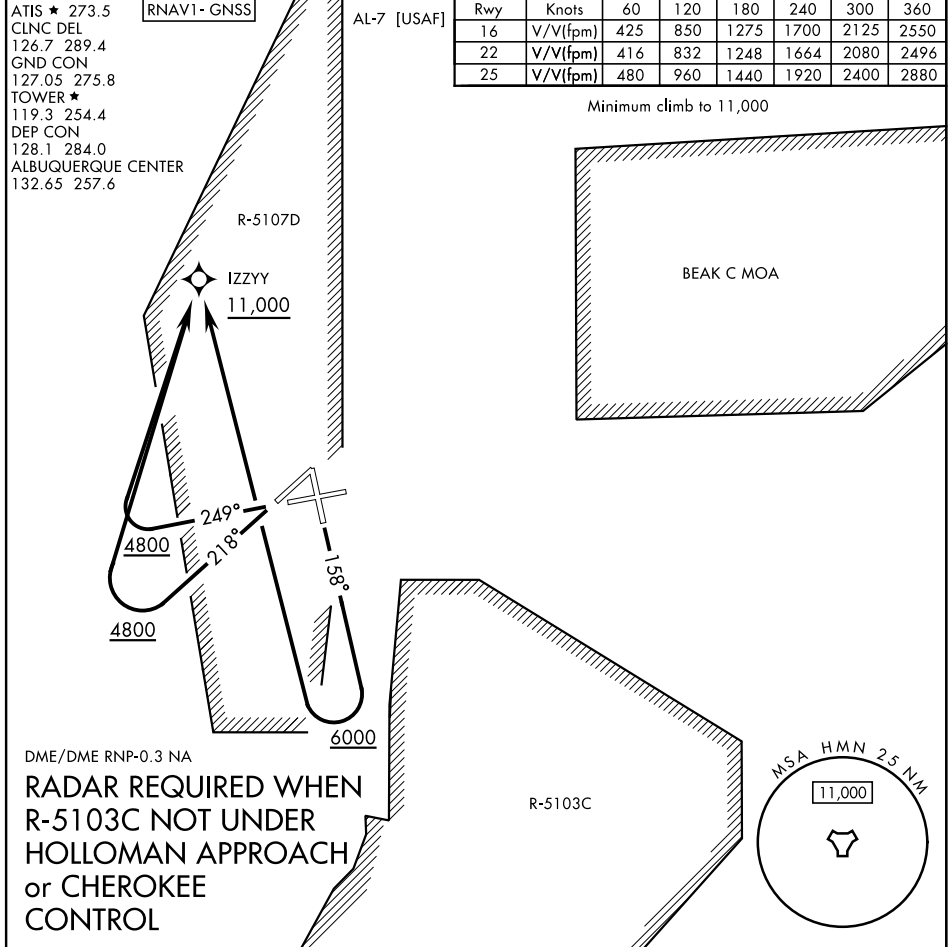 ATIS ★ 273.5
CLNC DEL
126.7 289.4
GND CON
127.05 275.8
TOWER ★
119.3 254.4
DEP CON
128.1 284.0
ALBUQUERQUE CENTER
132.65 257.6
RNAV1- GNSS
AL-7 [USAF]
Rwy Knots 60 120 180 240 300 360
16 V/V(fpm) 425 850 1275 1700 2125 2550
22 V/V(fpm) 416 832 1248 1664 2080 2496
25 V/V(fpm) 480 960 1440 1920 2400 2880
Minimum climb to 11,000
R-5107D
IZZYY
11,000
BEAK C MOA
249°
4800
218°
4800
158°
6000
DME/DME RNP-0.3 NA
RADAR REQUIRED WHEN
R-5103C NOT UNDER
HOLLOMAN APPROACH
or CHEROKEE
CONTROL
R-5103C
MSA HMN 25 NM
11,000